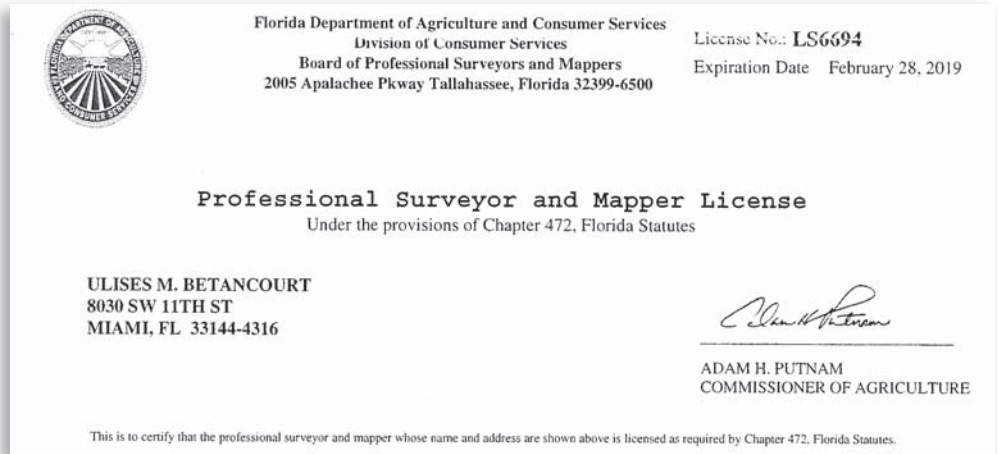 Florida Department of Agriculture and Consumer Services
Division of Consumer Services
Board of Professional Surveyors and Mappers
2005 Apalachee Pkway Tallahassee, Florida 32399-6500
License No.: LS6694
Expiration Date February 28, 2019
Professional Surveyor and Mapper License
Under the provisions of Chapter 472, Florida Statutes
ULISES M. BETANCOURT
8030 SW 11TH ST
MIAMI, FL 33144-4316
Adam H Putnam
ADAM H. PUTNAM
COMMISSIONER OF AGRICULTURE
This is to certify that the professional surveyor and mapper whose name and address are shown above is licensed as required by Chapter 472, Florida Statutes.